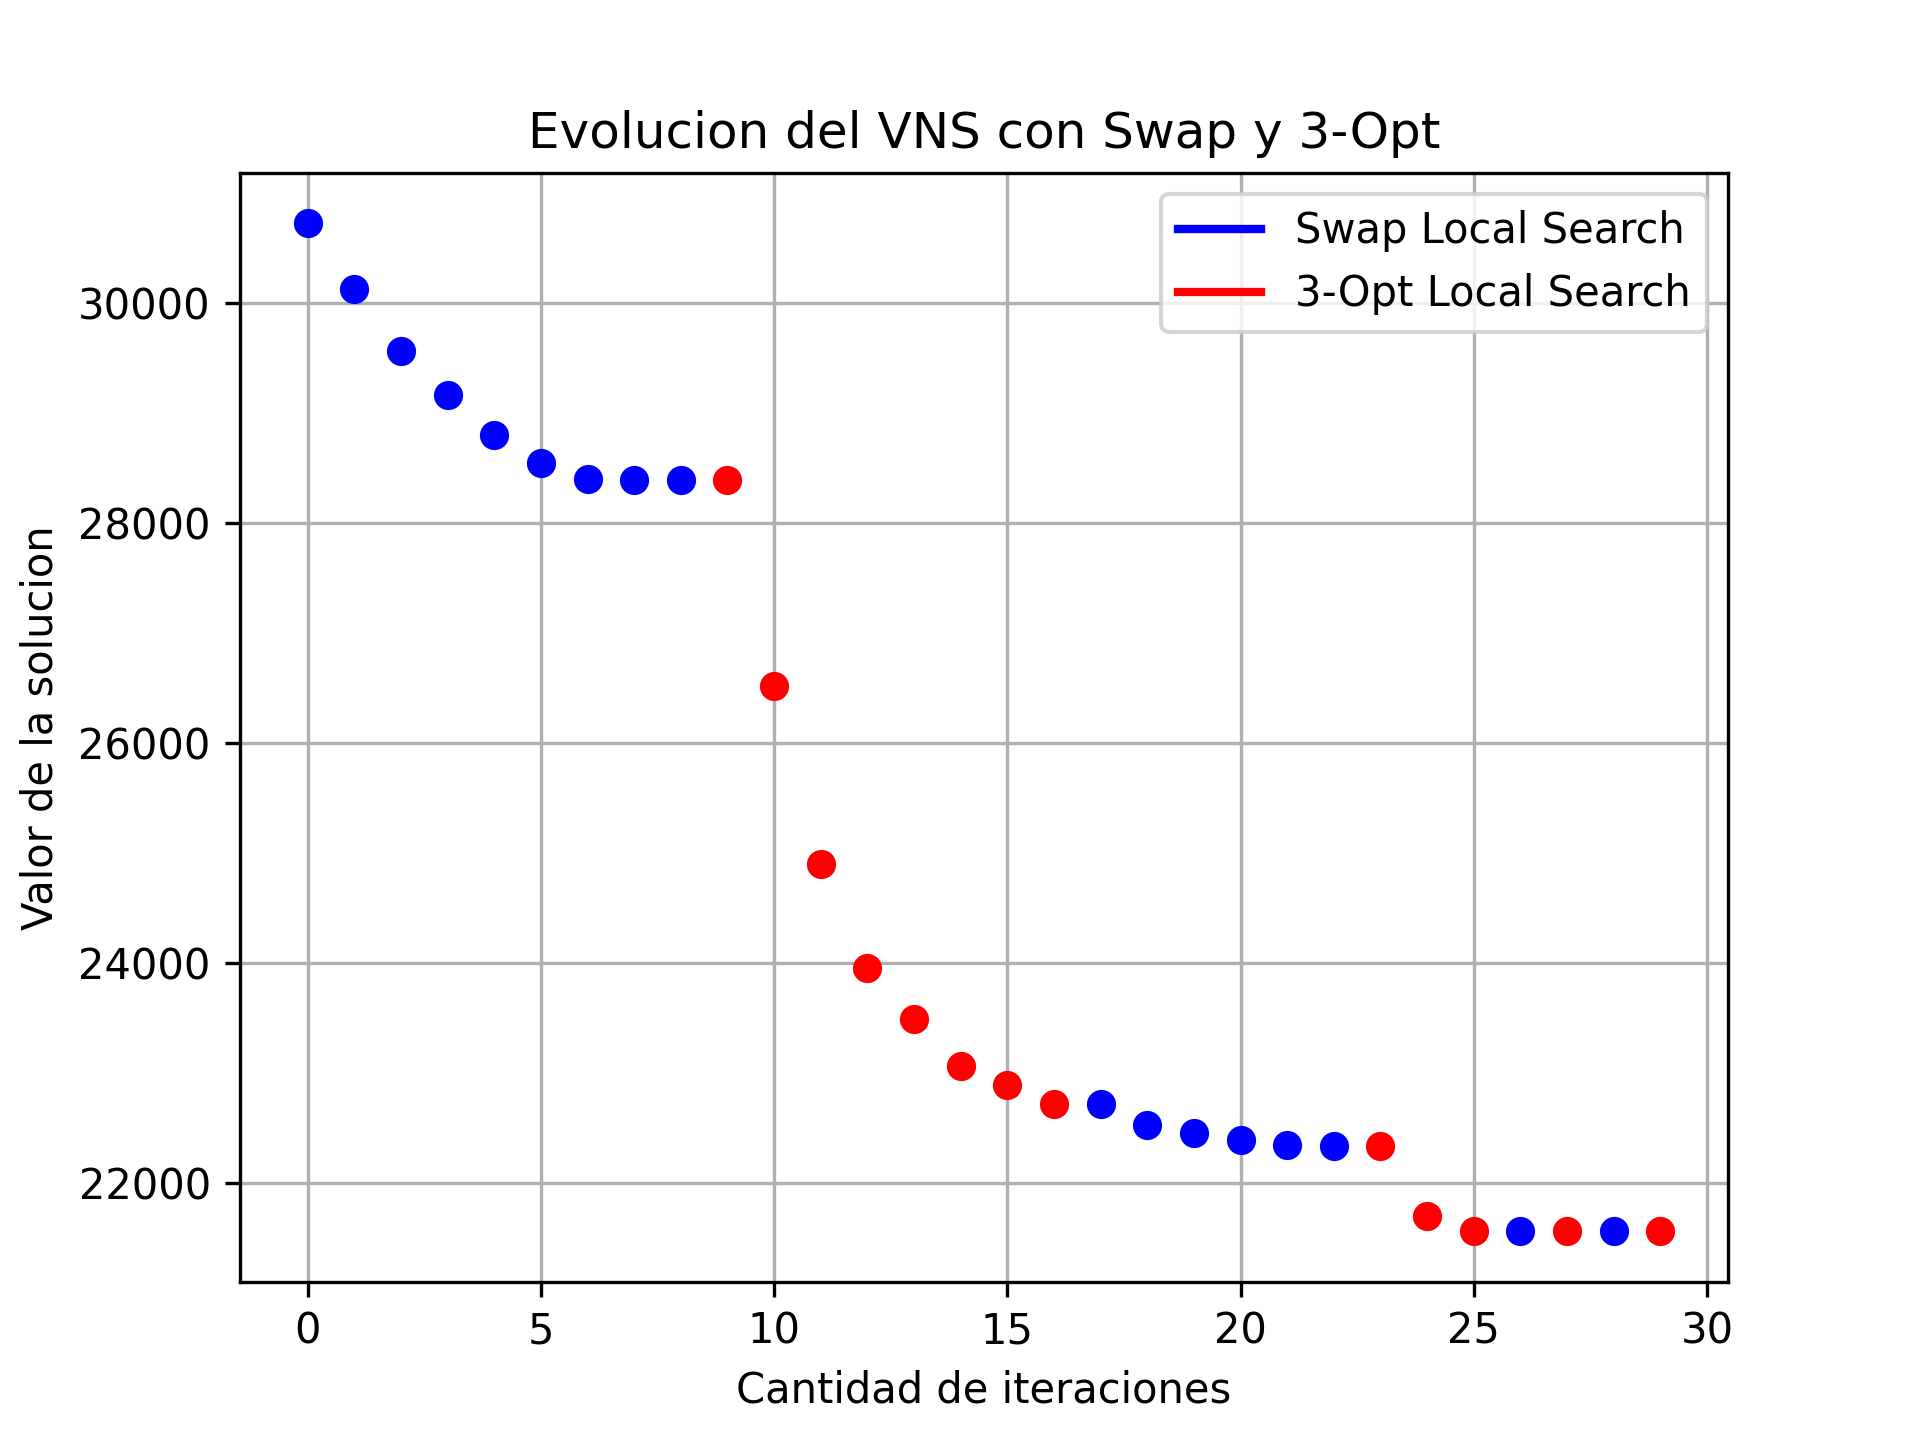 Evolucion del VNS con Swap y 3-Opt
Swap Local Search
3-Opt Local Search
30000
28000
26000
24000
22000
Valor de la solucion
0 5 10 15 20 25 30
Cantidad de iteraciones